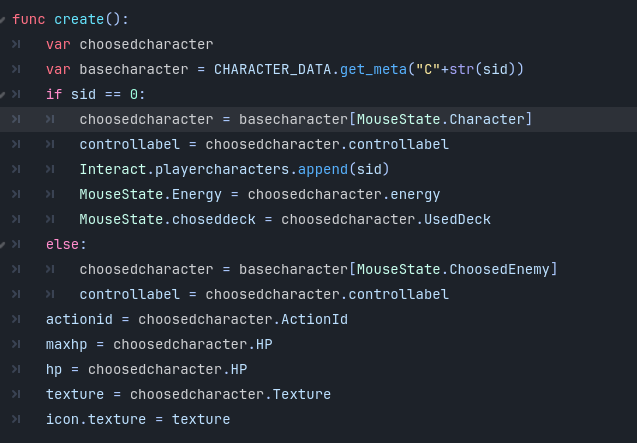 func create():
var choosedcharacter
var basecharacter = CHARACTER_DATA.get_meta("C"+str(sid))
if sid == 0:
choosedcharacter = basecharacter[MouseState.Character]
controllabel = choosedcharacter.controllabel
Interact.playercharacters.append(sid)
MouseState.Energy = choosedcharacter.energy
MouseState.choseddeck = choosedcharacter.UsedDeck
else:
choosedcharacter = basecharacter[MouseState.ChoosedEnemy]
controllabel = choosedcharacter.controllabel
actionid = choosedcharacter.ActionId
maxhp = choosedcharacter.HP
hp = choosedcharacter.HP
texture = choosedcharacter.Texture
icon.texture = texture